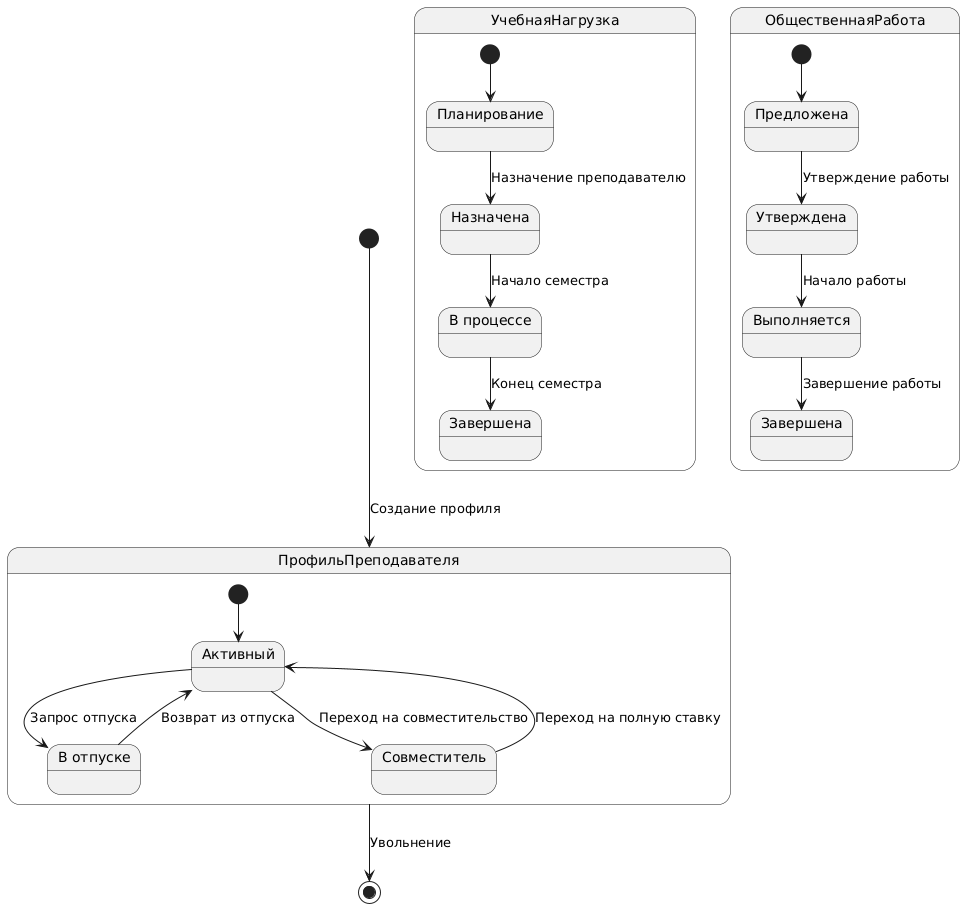 УчебнаяНагрузка
Планирование
Назначение преподавателю
Назначена
Начало семестра
В процессе
Конец семестра
Завершена
ОбщественнаяРабота
Предложена
Утверждение работы
Утверждена
Начало работы
Выполняется
Завершение работы
Завершена
Создание профиля
ПрофильПреподавателя
Активный
Запрос отпуска
Возврат из отпуска
Переход на совместительство
Переход на полную ставку
В отпуске
Совместитель
Увольнение